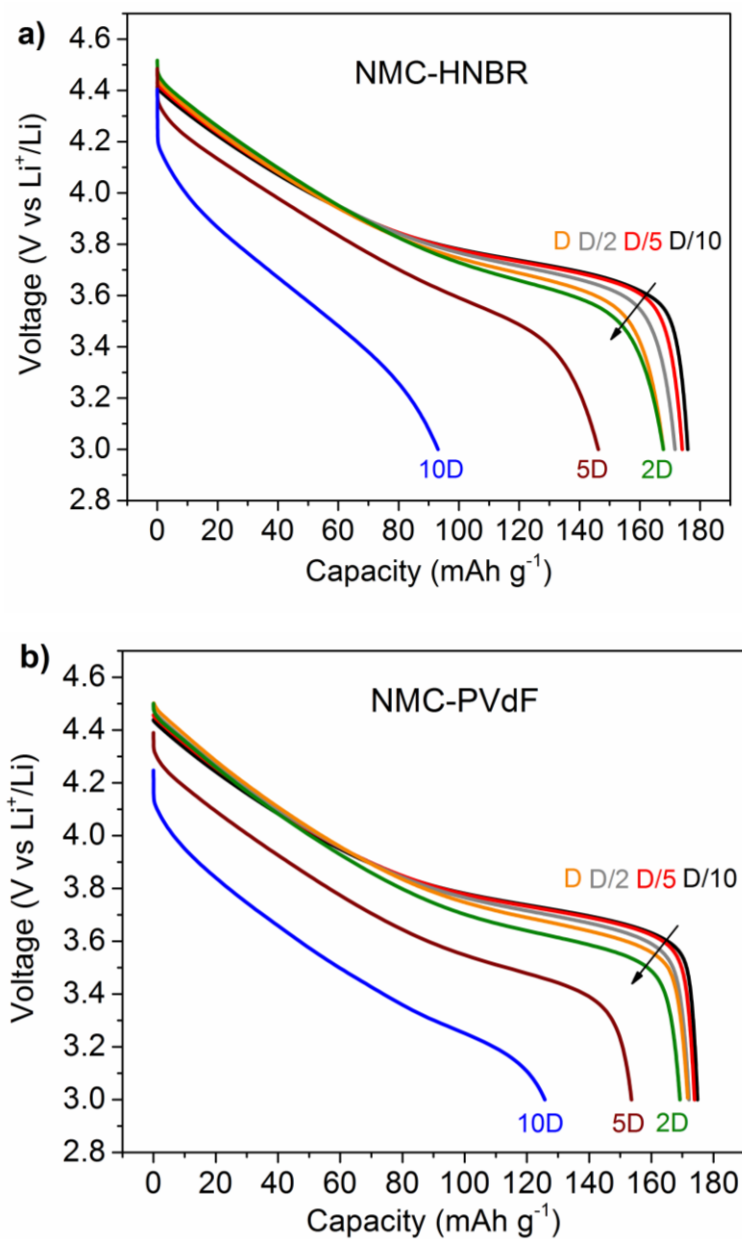 a)
NMC-HNBR
Voltage (V vs Li⁺/Li)
4.6
4.4
4.2
4.0
3.8
3.6
3.4
3.2
3.0
2.8
D D/2 D/5 D/10
10D 5D 2D
0 20 40 60 80 100 120 140 160 180
Capacity (mAh g⁻¹)
b)
NMC-PVdF
Voltage (V vs Li⁺/Li)
4.6
4.4
4.2
4.0
3.8
3.6
3.4
3.2
3.0
2.8
D D/2 D/5 D/10
10D 5D 2D
0 20 40 60 80 100 120 140 160 180
Capacity (mAh g⁻¹)